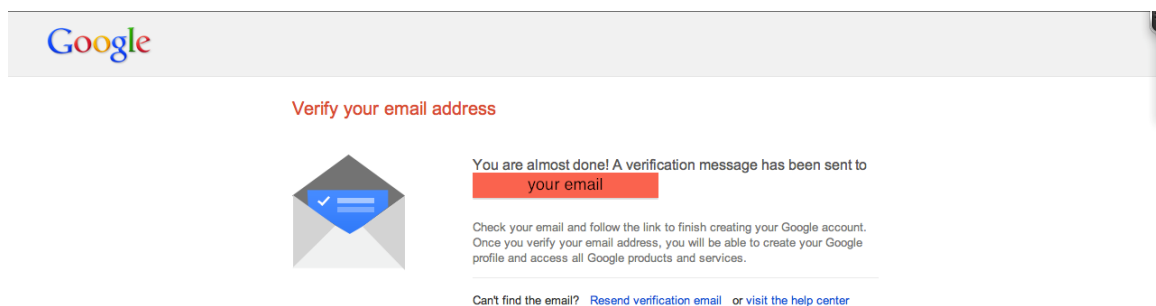 Google
Verify your email address
You are almost done! A verification message has been sent to
your email
Check your email and follow the link to finish creating your Google account.
Once you verify your email address, you will be able to create your Google
profile and access all Google products and services.
Can't find the email? Resend verification email or visit the help center